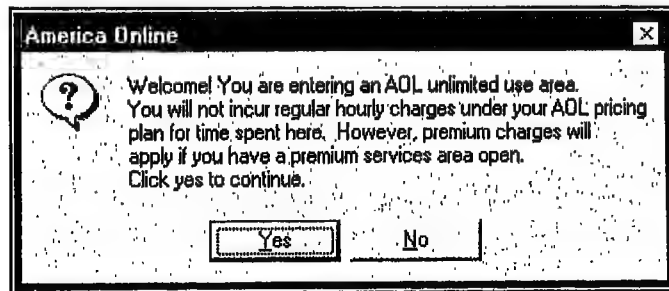 America Online
Welcome! You are entering an AOL unlimited use area.
You will not incur regular hourly charges under your AOL pricing
plan for time spent here. However, premium charges will
apply if you have a premium services area open.
Click yes to continue.
Yes
No